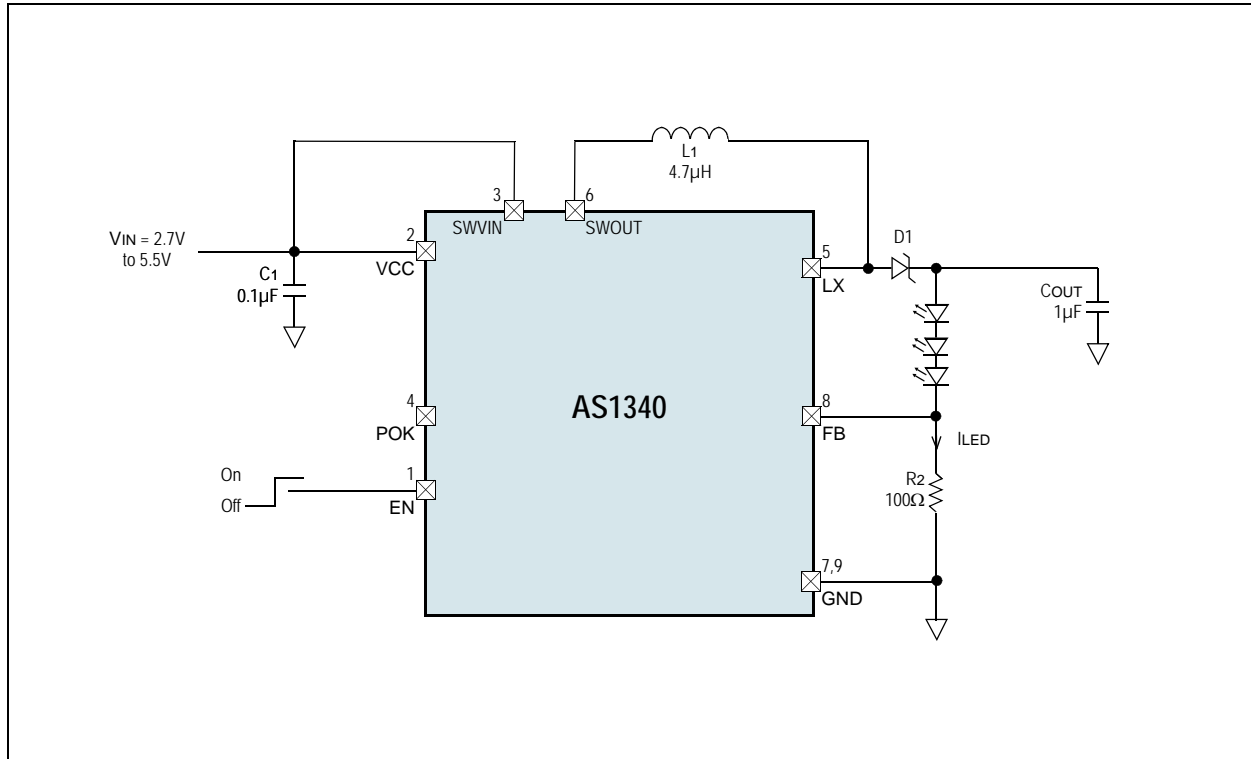 L1
4.7µH
3
6
SWVIN
SWOUT
VIN = 2.7V
to 5.5V
2
VCC
C1
0.1µF
5
LX
D1
COUT
1µF
AS1340
4
POK
8
FB
ILED
On
Off
1
EN
R2
100Ω
7,9
GND